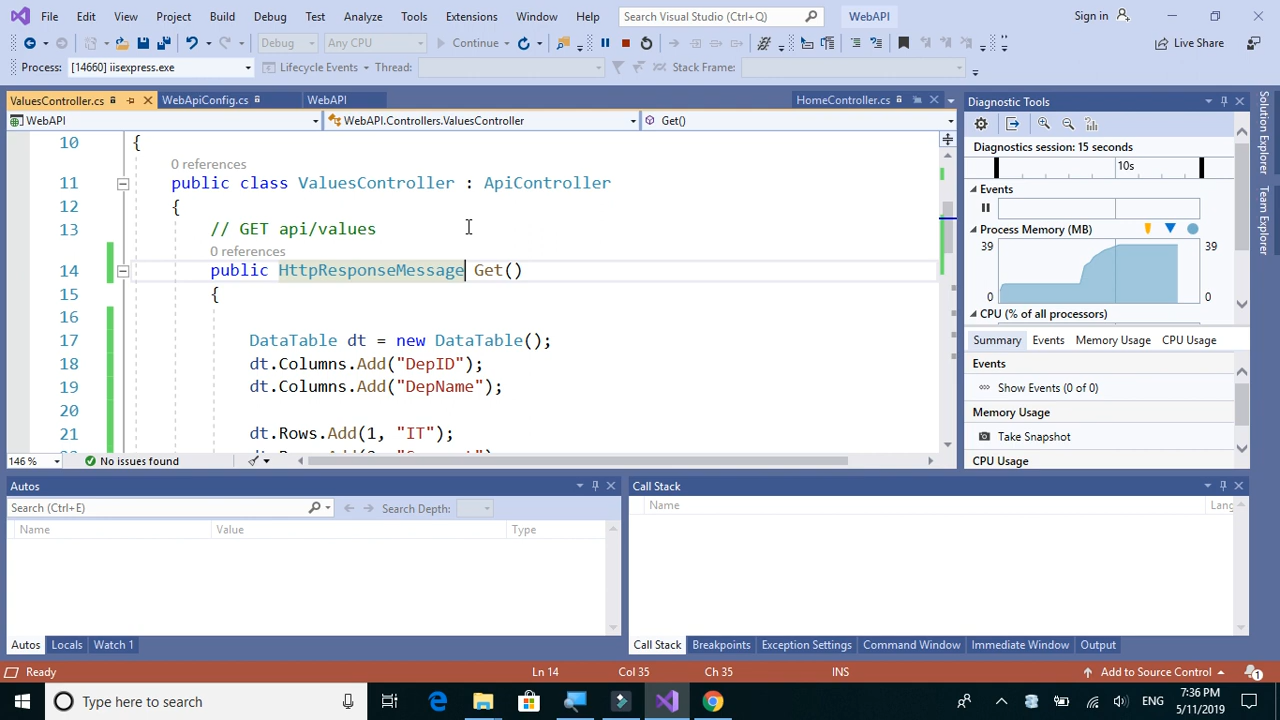 File Edit View Project Build Debug Test Analyze Tools Extensions Window Help Search Visual Studio (Ctrl+Q) WebAPI Sign in
Debug Any CPU Continue Live Share
Process: [14660] iisexpress.exe Lifecycle Events Thread: Stack Frame:
ValuesController.cs WebApiConfig.cs WebAPI HomeController.cs
WebAPI WebAPI.Controllers.ValuesController Get()
10 {
0 references
11 public class ValuesController : ApiController
12 {
13 // GET api/values
0 references
14 public HttpResponseMessage Get()
15 {
16
17 DataTable dt = new DataTable();
18 dt.Columns.Add("DepID");
19 dt.Columns.Add("DepName");
20
21 dt.Rows.Add(1, "IT");
146 % No issues found
Diagnostic Tools
Diagnostics session: 15 seconds
10s
Events
Process Memory (MB)
39 39
0 0
CPU (% of all processors)
Summary Events Memory Usage CPU Usage
Events
Show Events (0 of 0)
Memory Usage
Take Snapshot
CPU Usage
Solution Explorer
Team Explorer
Autos
Search (Ctrl+E) Search Depth:
Name Value Type
Autos Locals Watch 1
Call Stack
Name Lang
Call Stack Breakpoints Exception Settings Command Window Immediate Window Output
Ready Ln 14 Col 35 Ch 35 INS Add to Source Control 1
Type here to search
ENG
7:36 PM
5/11/2019